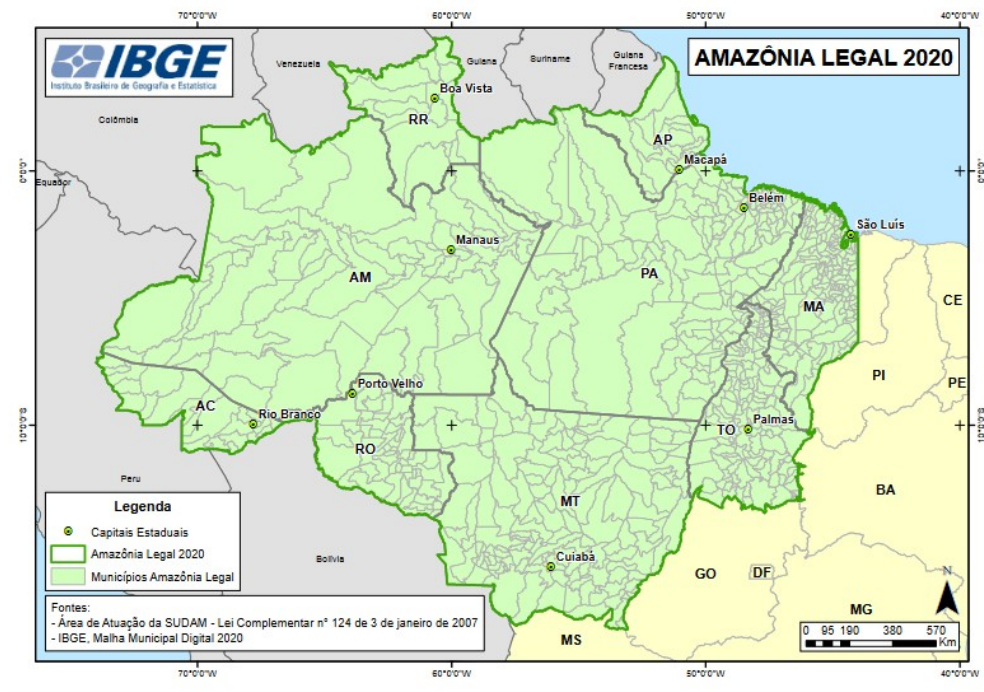 70°0'0"W 60°0'0"W 50°0'0"W 40°0'0"W
IBGE
Instituto Brasileiro de Geografia e Estatística
AMAZÔNIA LEGAL 2020
Venezuela
Guiana
Suriname
Guiana
Francesa
Colômbia
Boa Vista
RR
AP
Macapá
0°0'0" 0°0'0"
Equador
Belém
São Luís
Manaus
AM
PA
MA
CE
PI
PE
Porto Velho
AC
Rio Branco
RO
TO
Palmas
10°0'0"S 10°0'0"S
Peru
BA
MT
Legenda
Capitais Estaduais
Amazônia Legal 2020
Municípios Amazônia Legal
Bolívia
Cuiabá
GO
DF
N
MG
MS
Fontes:
- Área de Atuação da SUDAM - Lei Complementar n° 124 de 3 de janeiro de 2007
- IBGE, Malha Municipal Digital 2020
0 95 190 380 570
Km
70°0'0"W 60°0'0"W 50°0'0"W 40°0'0"W